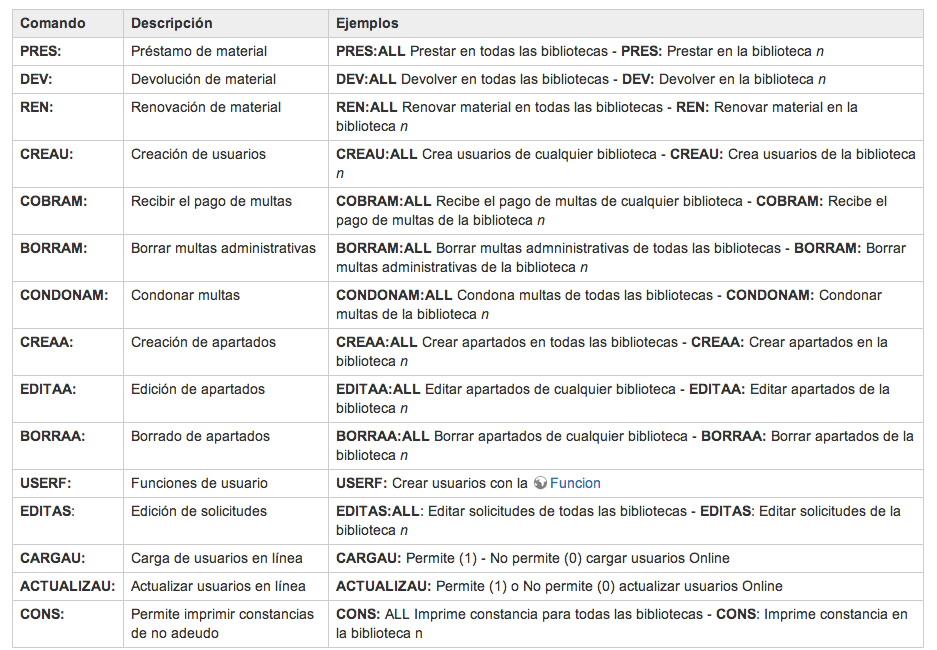 Comando Descripción Ejemplos
PRES: Préstamo de material PRES:ALL Prestar en todas las bibliotecas - PRES: Prestar en la biblioteca n
DEV: Devolución de material DEV:ALL Devolver en todas las bibliotecas - DEV: Devolver en la biblioteca n
REN: Renovación de material REN:ALL Renovar material en todas las bibliotecas - REN: Renovar material en la
biblioteca n
CREAU: Creación de usuarios CREAU:ALL Crea usuarios de cualquier biblioteca - CREAU: Crea usuarios de la biblioteca
n
COBRAM: Recibir el pago de multas COBRAM:ALL Recibe el pago de multas de cualquier biblioteca - COBRAM: Recibe el
pago de multas de la biblioteca n
BORRAM: Borrar multas administrativas BORRAM:ALL Borrar multas admninistrativas de todas las bibliotecas - BORRAM: Borrar
multas administrativas de la biblioteca n
CONDONAM: Condonar multas CONDONAM:ALL Condona multas de todas las bibliotecas - CONDONAM: Condonar
multas de la biblioteca n
CREAA: Creación de apartados CREAA:ALL Crear apartados en todas las bibliotecas - CREAA: Crear apartados en la
biblioteca n
EDITAA: Edición de apartados EDITAA:ALL Editar apartados de cualquier biblioteca - EDITAA: Editar apartados de la
biblioteca n
BORRAA: Borrado de apartados BORRAA:ALL Borrar apartados de cualquier biblioteca - BORRAA: Borrar apartados de la
biblioteca n
USERF: Funciones de usuario USERF: Crear usuarios con la Funcion
EDITAS: Edición de solicitudes EDITAS:ALL: Editar solicitudes de todas las bibliotecas - EDITAS: Editar solicitudes de la
biblioteca n
CARGAU: Carga de usuarios en línea CARGAU: Permite (1) - No permite (0) cargar usuarios Online
ACTUALIZAU: Actualizar usuarios en línea ACTUALIZAU: Permite (1) o No permite (0) actualizar usuarios Online
CONS: Permite imprimir constancias CONS: ALL Imprime constancia para todas las bibliotecas - CONS: Imprime constancia en
de no adeudo la biblioteca n